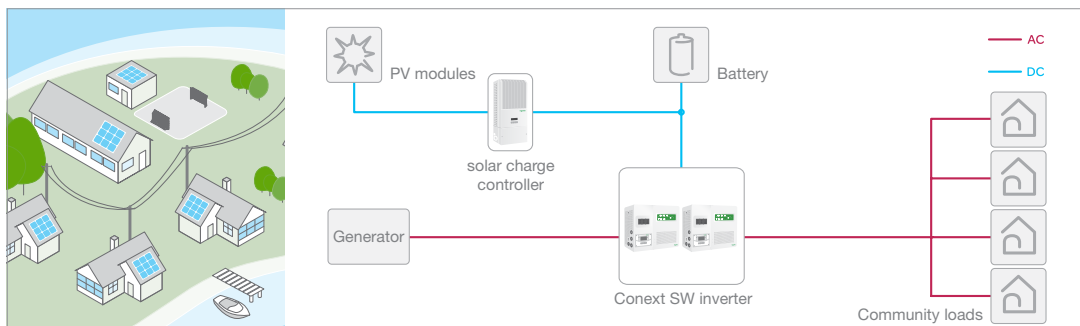 AC
PV modules
Battery
DC
solar charge
controller
Generator
Conext SW inverter
Community loads